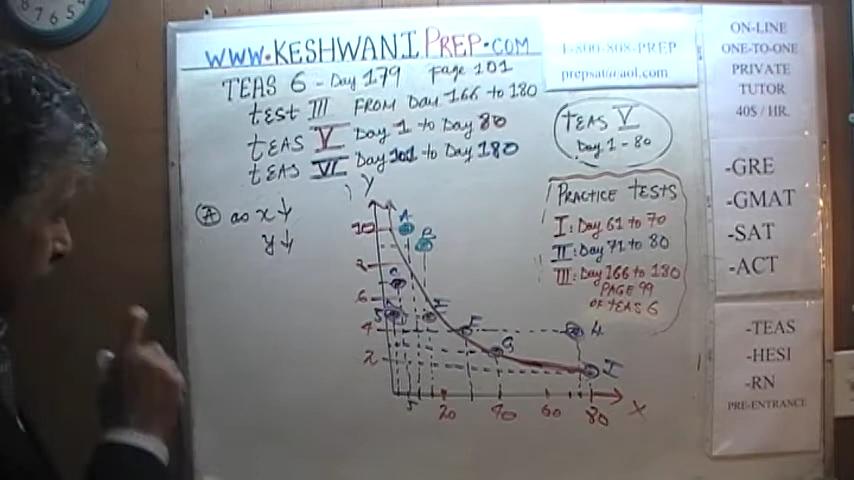 WWW.KESHWANIPREP.COM
TEAS 6 - Day 179 Page 101
test III FROM Day 166 to 180
tEAS V Day 1 to Day 80
tEAS VI Day 101 to Day 180
1-800-808-PREP
prepsat@aol.com
tEAS V
Day 1-80
PRACTICE tESTS
I: Day 61 to 70
II: Day 71 to 80
III: Day 166 to 180
PAGE 99
OF tEAS 6
A as x↓
y↓
Y
A
10
6
5
4
F
4
G
2
I
5
20
40
60
80
X
ON-LINE
ONE-TO-ONE
PRIVATE
TUTOR
40$ / HR.
-GRE
-GMAT
-SAT
-ACT
-TEAS
-HESI
-RN
PRE-ENTRANCE
8
7
6
5